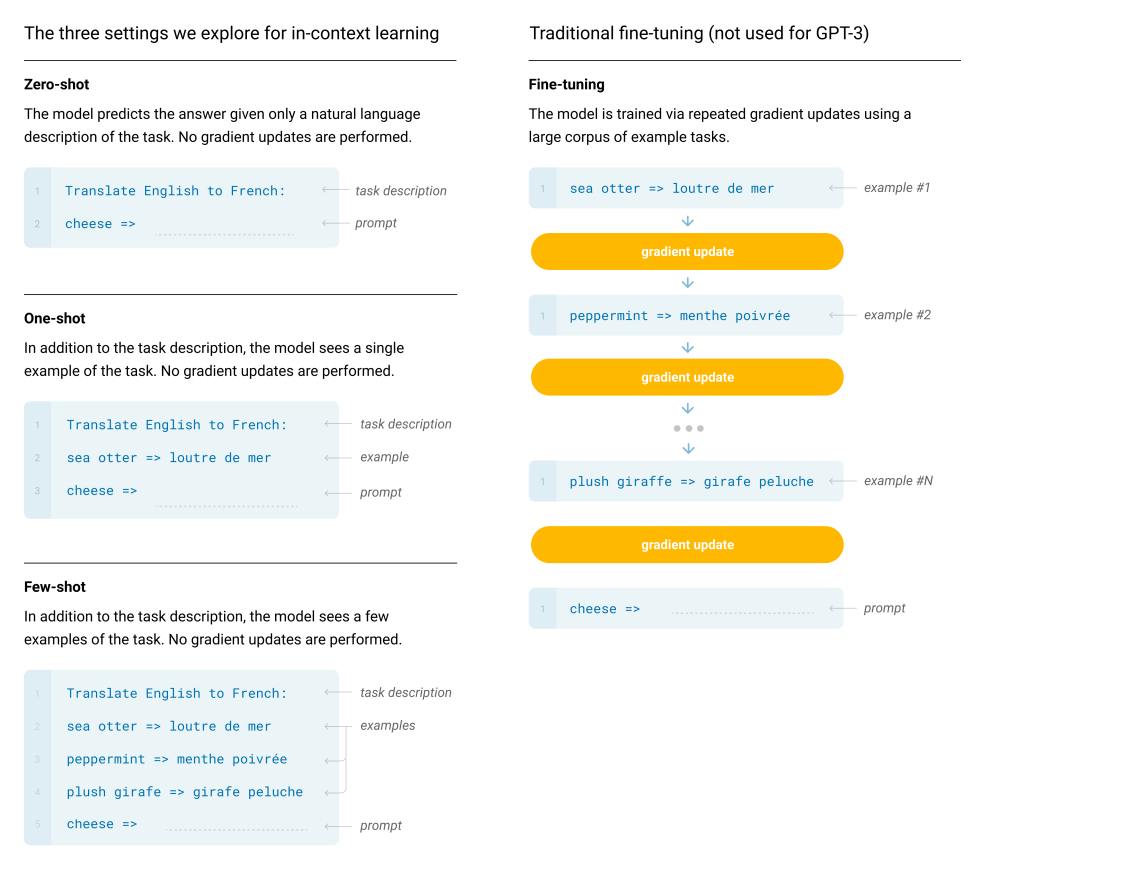 The three settings we explore for in-context learning
Zero-shot
The model predicts the answer given only a natural language
description of the task. No gradient updates are performed.
1 Translate English to French: task description
2 cheese => prompt
One-shot
In addition to the task description, the model sees a single
example of the task. No gradient updates are performed.
1 Translate English to French: task description
2 sea otter => loutre de mer example
3 cheese => prompt
Few-shot
In addition to the task description, the model sees a few
examples of the task. No gradient updates are performed.
1 Translate English to French: task description
2 sea otter => loutre de mer examples
3 peppermint => menthe poivrée
4 plush girafe => girafe peluche
5 cheese => prompt
Traditional fine-tuning (not used for GPT-3)
Fine-tuning
The model is trained via repeated gradient updates using a
large corpus of example tasks.
1 sea otter => loutre de mer example #1
gradient update
1 peppermint => menthe poivrée example #2
gradient update
1 plush giraffe => girafe peluche example #N
gradient update
1 cheese => prompt